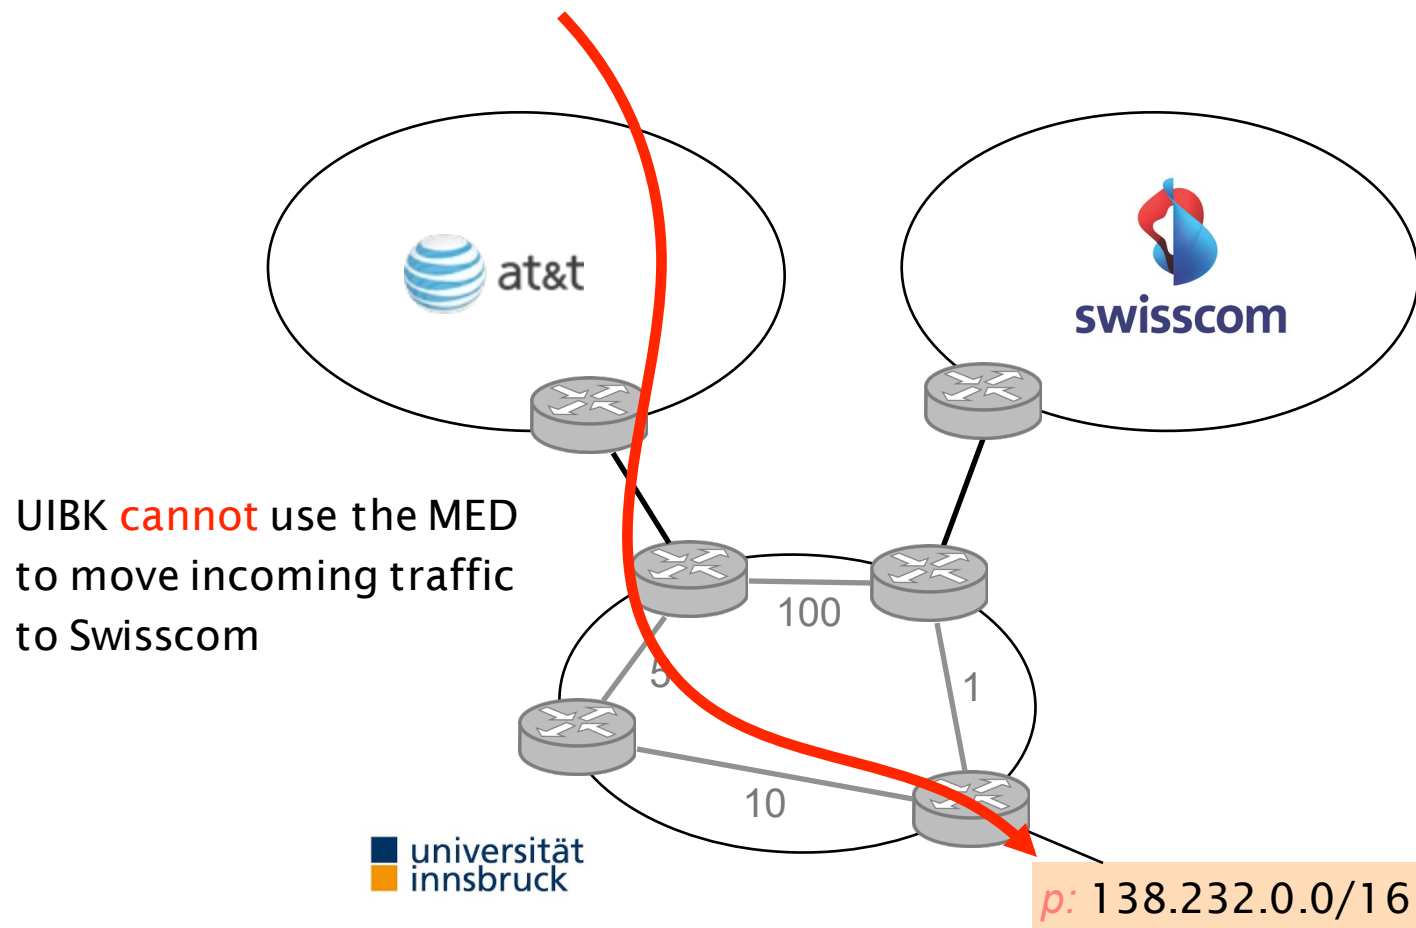 at&t
swisscom
UIBK cannot use the MED
to move incoming traffic
to Swisscom
100
5
1
10
universität
innsbruck
p: 138.232.0.0/16